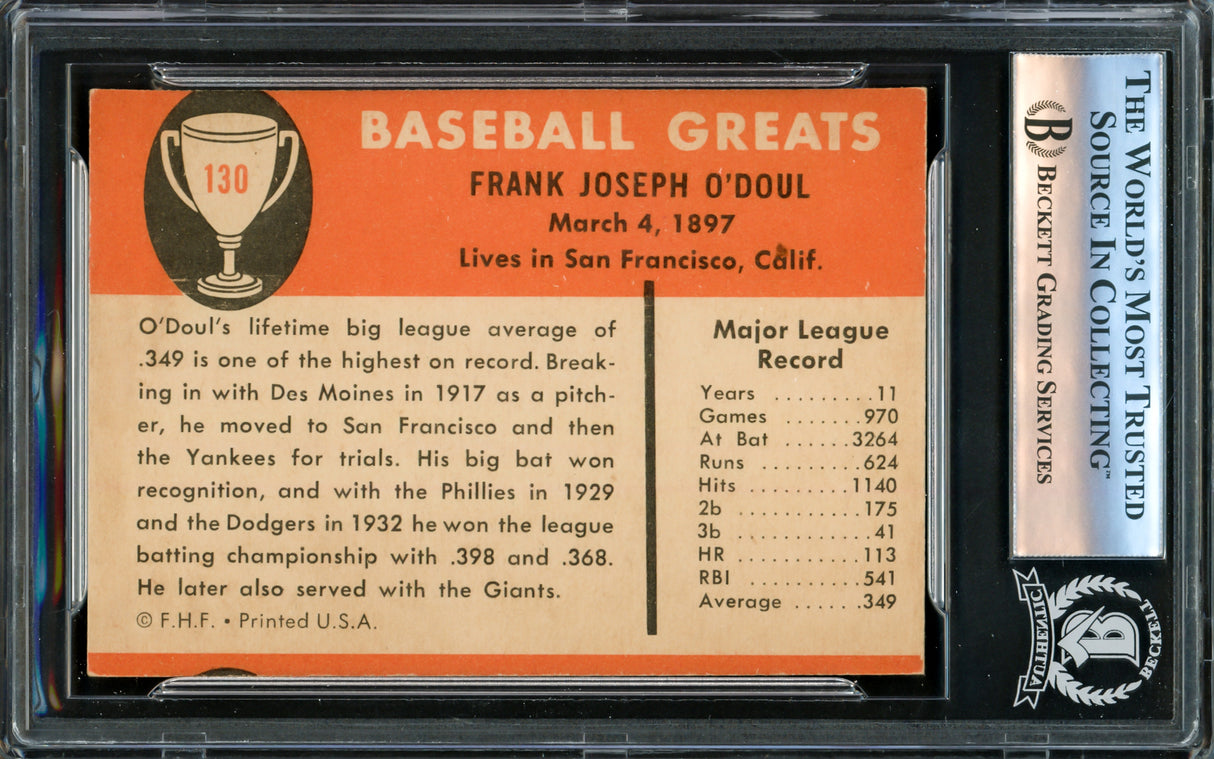 130
BASEBALL GREATS
FRANK JOSEPH O'DOUL
March 4, 1897
Lives in San Francisco, Calif.
O'Doul's lifetime big league average of
.349 is one of the highest on record. Break-
ing in with Des Moines in 1917 as a pitch-
er, he moved to San Francisco and then
the Yankees for trials. His big bat won
recognition, and with the Phillies in 1929
and the Dodgers in 1932 he won the league
batting championship with .398 and .368.
He later also served with the Giants.
© F.H.F. • Printed U.S.A.
Major League
Record
Years .........11
Games .......970
At Bat ......3264
Runs .........624
Hits ..........1140
2b ............175
3b .............41
HR ............113
RBI ..........541
Average ......349
THE WORLD'S MOST TRUSTED
SOURCE IN COLLECTING™
B BECKETT GRADING SERVICES
AUTHENTIC
B
BECKETT